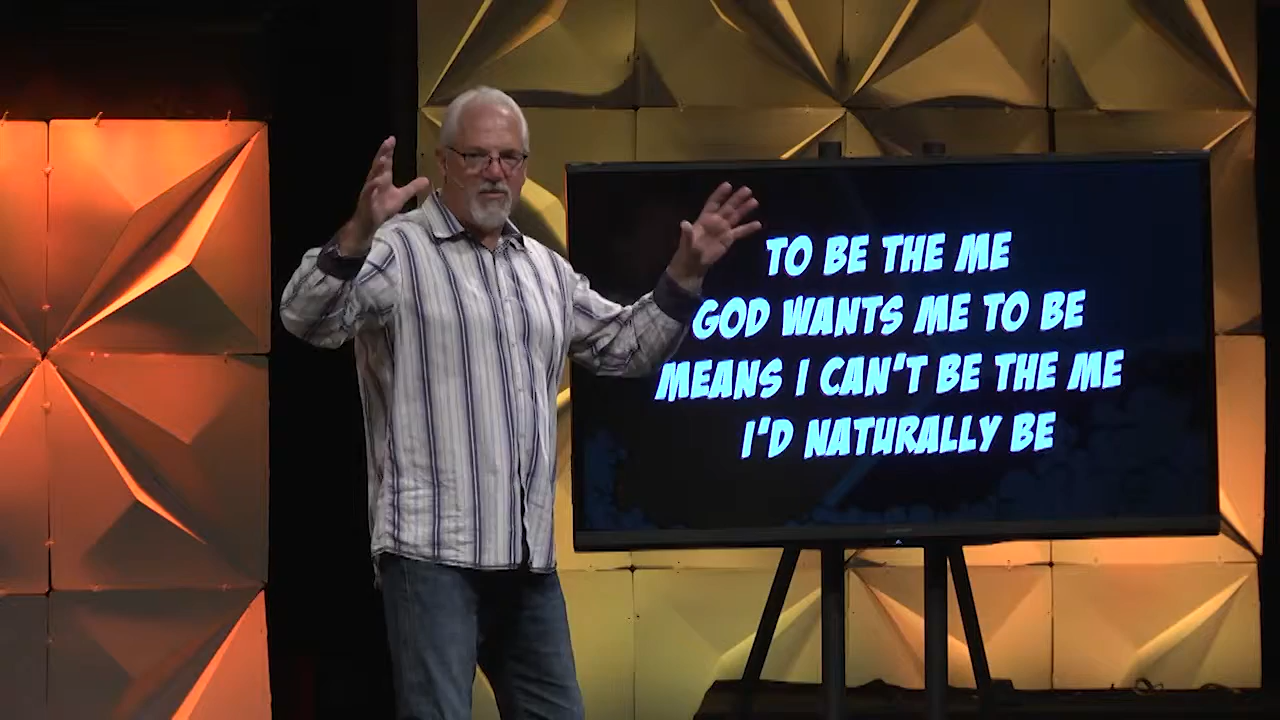 TO BE THE ME
GOD WANTS ME TO BE
MEANS I CAN'T BE THE ME
I'D NATURALLY BE